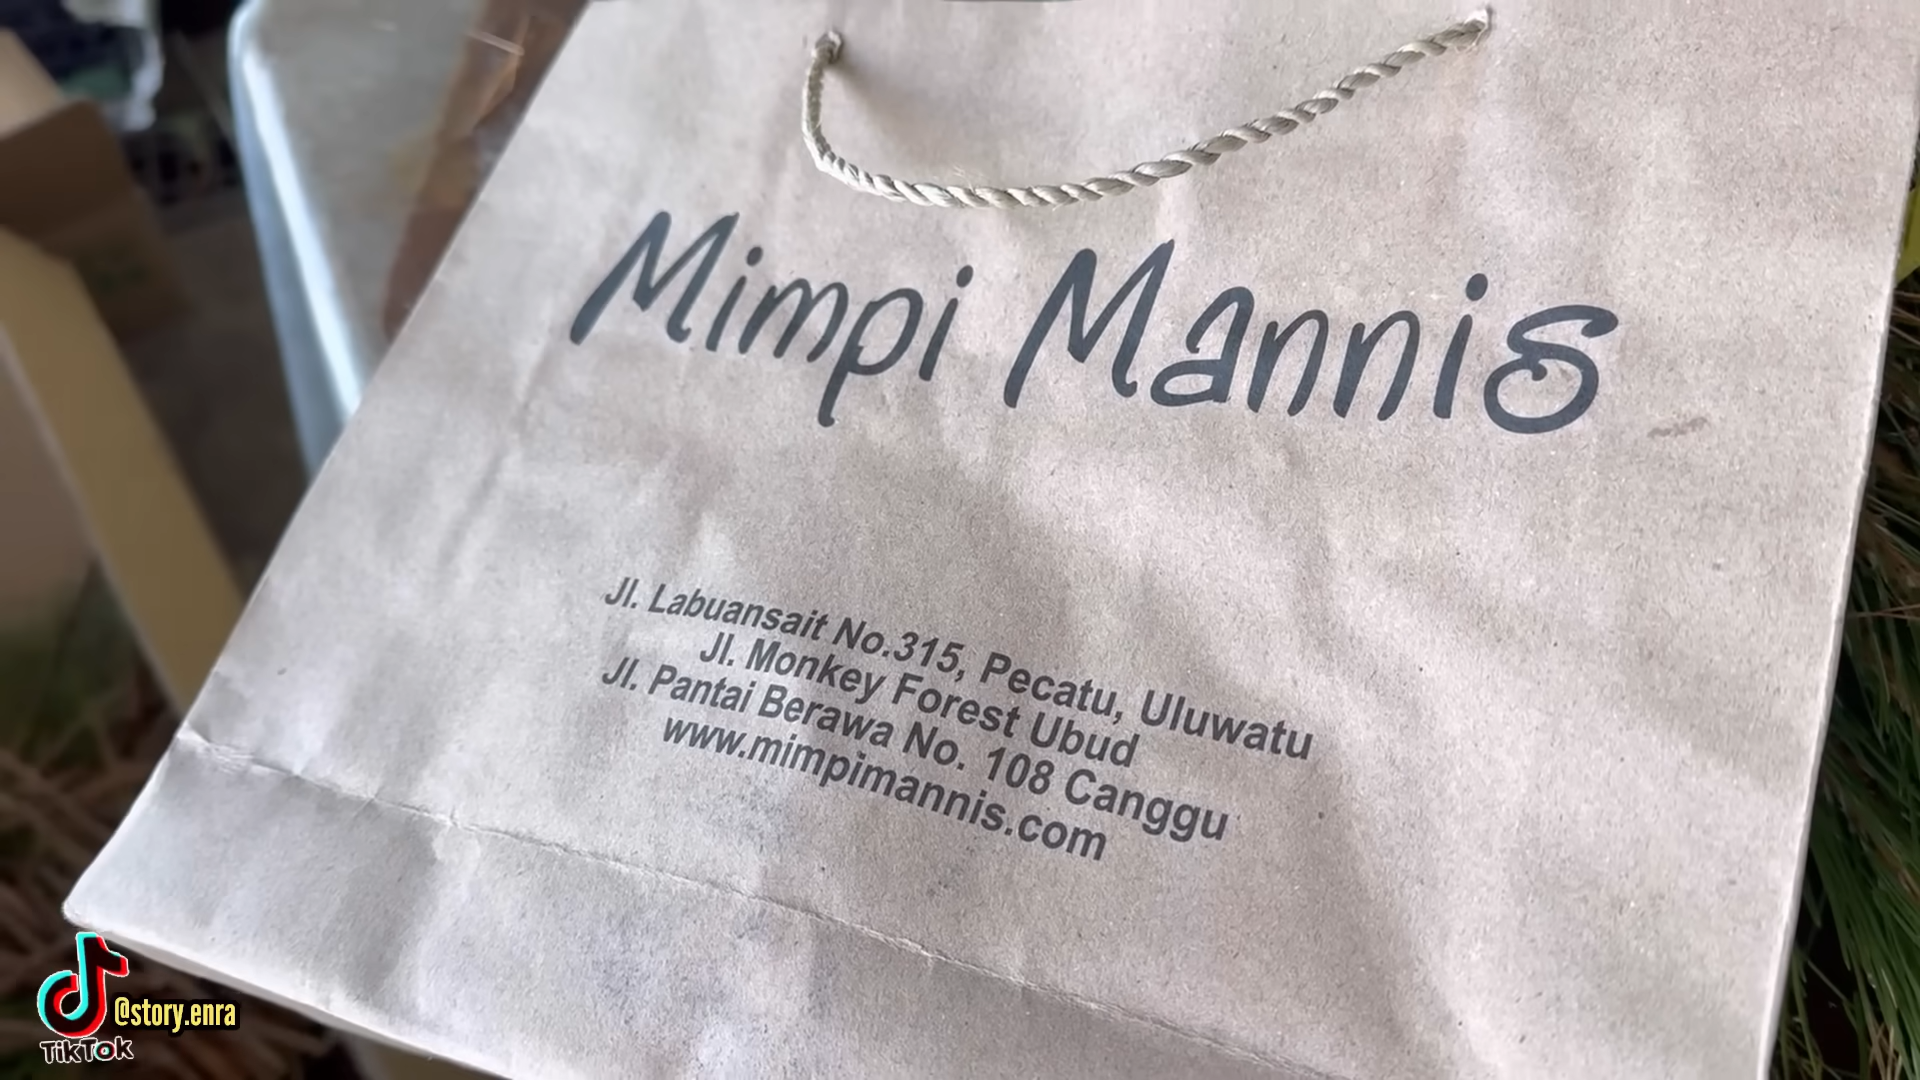 Mimpi Mannis
Jl. Labuansait No.315, Pecatu, Uluwatu
Jl. Monkey Forest Ubud
Jl. Pantai Berawa No. 108 Canggu
www.mimpimannis.com
@story.enra
TikTok